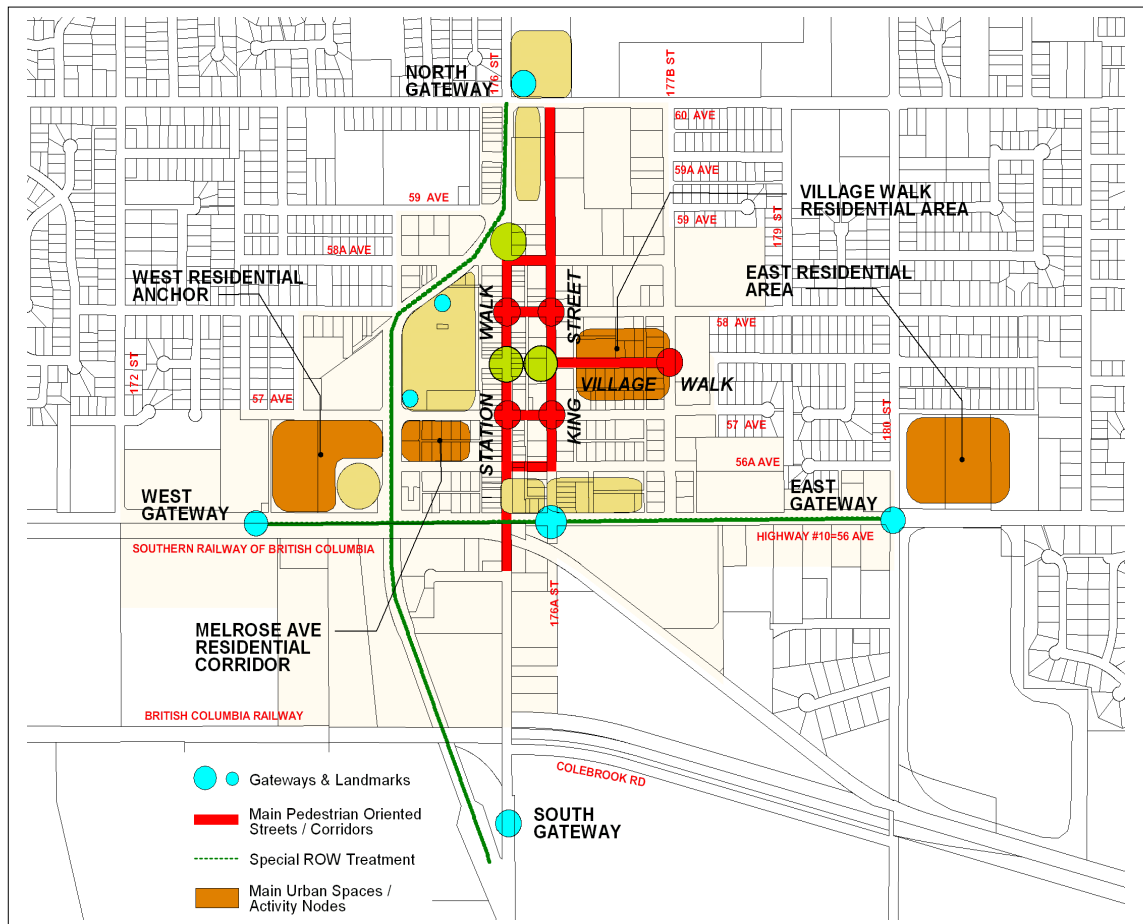 176 ST
177B ST
NORTH
GATEWAY
60 AVE
59A AVE
59 AVE
59 AVE
VILLAGE WALK
RESIDENTIAL AREA
179 ST
58A AVE
WEST RESIDENTIAL
ANCHOR
EAST RESIDENTIAL
AREA
WALK
STREET
58 AVE
172 ST
VILLAGE WALK
57 AVE
STATION
KING
57 AVE
180 ST
56A AVE
WEST
GATEWAY
EAST
GATEWAY
SOUTHERN RAILWAY OF BRITISH COLUMBIA
HIGHWAY #10=56 AVE
176A ST
MELROSE AVE
RESIDENTIAL
CORRIDOR
BRITISH COLUMBIA RAILWAY
COLEBROOK RD
Gateways & Landmarks
Main Pedestrian Oriented
Streets / Corridors
SOUTH
GATEWAY
Special ROW Treatment
Main Urban Spaces /
Activity Nodes